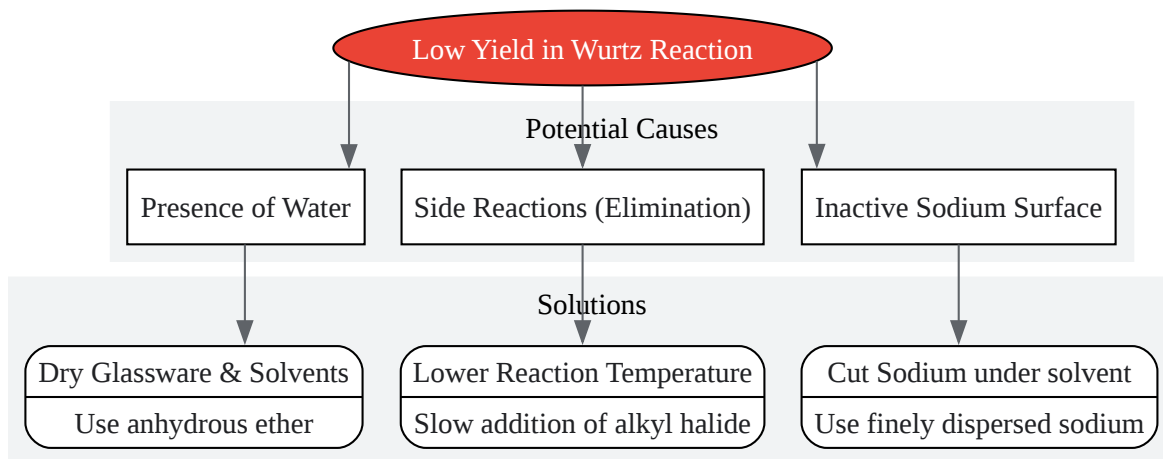 Low Yield in Wurtz Reaction
Potential Causes
Presence of Water
Side Reactions (Elimination)
Inactive Sodium Surface
Solutions
Dry Glassware & Solvents
Use anhydrous ether
Lower Reaction Temperature
Slow addition of alkyl halide
Cut Sodium under solvent
Use finely dispersed sodium